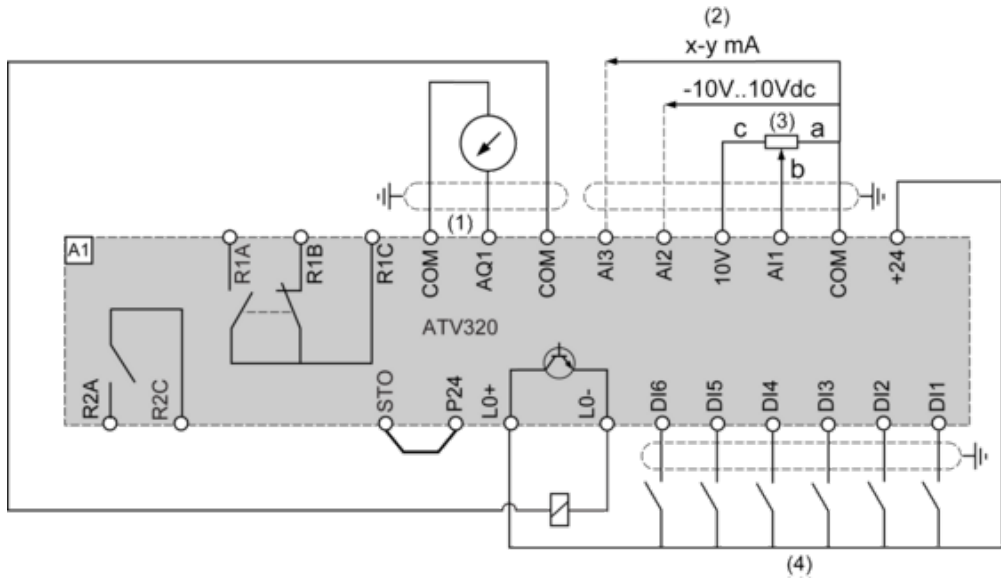 (2)
x-y mA
-10V..10Vdc
c (3) a
b
(1)
A1
R1A R1B R1C COM AQ1 COM AI3 AI2 10V AI1 COM +24
ATV320
R2A R2C STO P24 L0+ L0- DI6 DI5 DI4 DI3 DI2 DI1
(4)